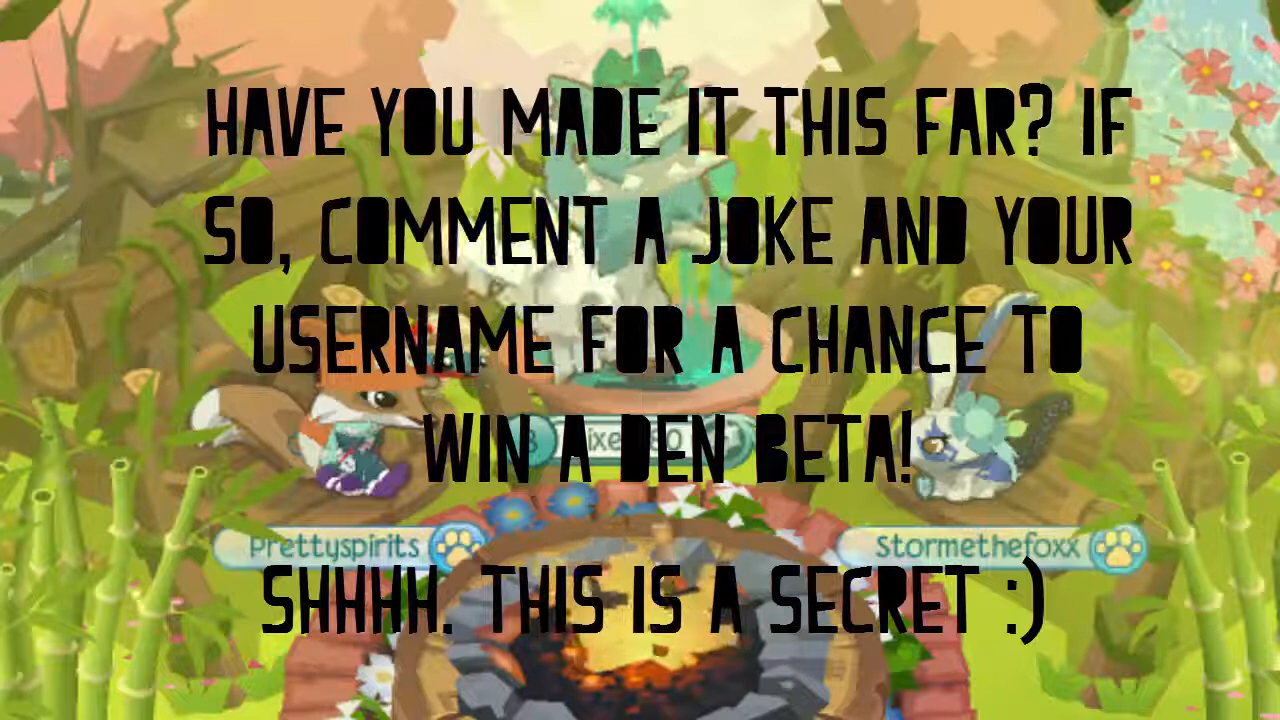 HAVE YOU MADE IT THIS FAR? IF
SO, COMMENT A JOKE AND YOUR
USERNAME FOR A CHANCE TO
WIN A DEN BETA!
Prettyspirits
Stormethefoxx
SHHHH. THIS IS A SECRET :)